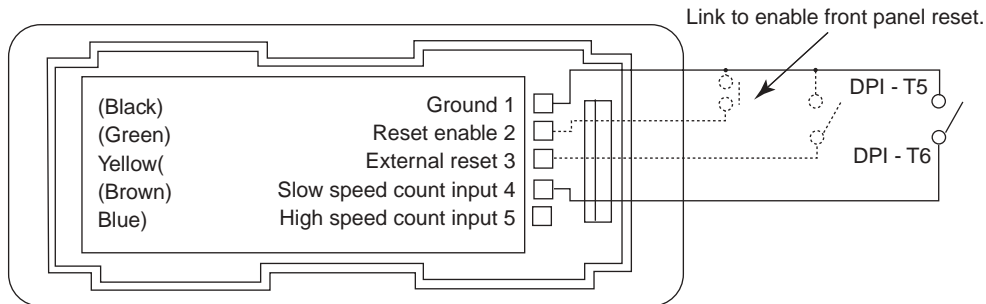 Link to enable front panel reset.
(Black) Ground 1
(Green) Reset enable 2
Yellow( External reset 3
(Brown) Slow speed count input 4
Blue) High speed count input 5
DPI - T5
DPI - T6